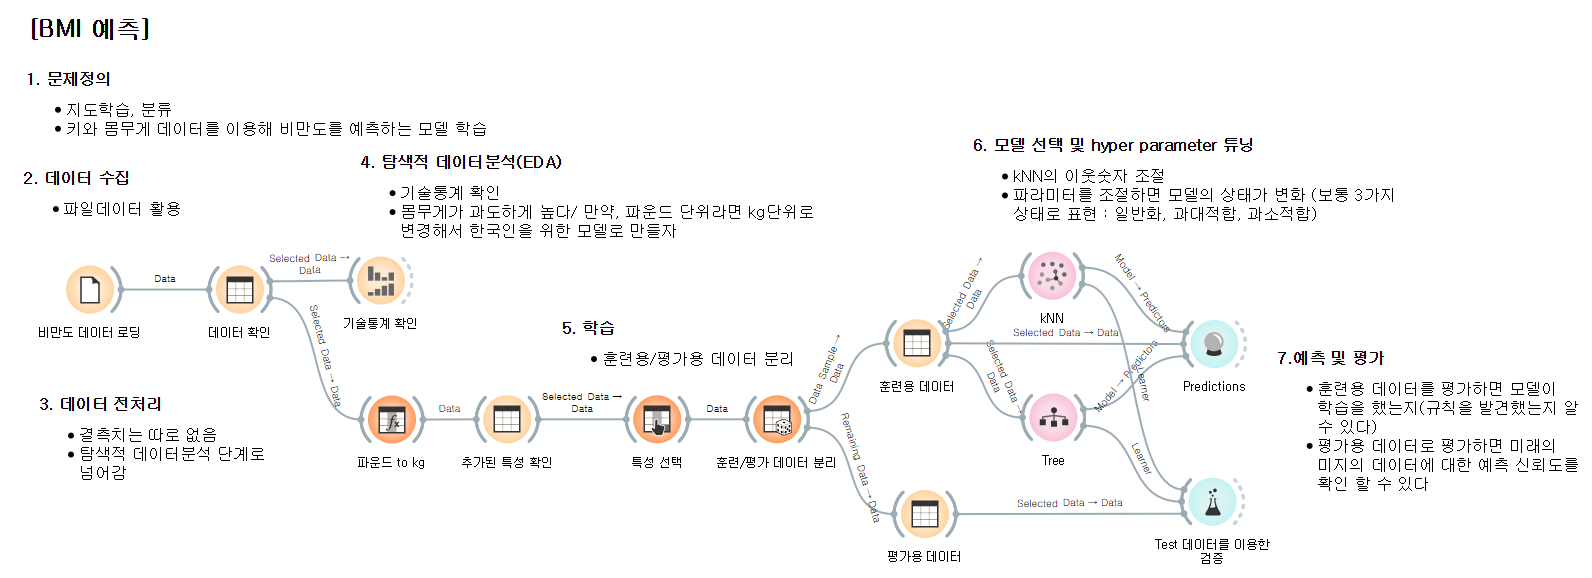 [BMI 예측]
1. 문제정의
• 지도학습, 분류
• 키와 몸무게 데이터를 이용해 비만도를 예측하는 모델 학습
2. 데이터 수집
• 파일데이터 활용
4. 탐색적 데이터분석(EDA)
• 기술통계 확인
• 몸무게가 과도하게 높다/ 만약, 파운드 단위라면 kg단위로
변경해서 한국인을 위한 모델로 만들자
6. 모델 선택 및 hyper parameter 튜닝
• kNN의 이웃숫자 조절
• 파라미터를 조절하면 모델의 상태가 변화 (보통 3가지
상태로 표현 : 일반화, 과대적합, 과소적합)
Data
Selected Data → Data
비만도 데이터 로딩
데이터 확인
기술통계 확인
Selected Data → Data
3. 데이터 전처리
• 결측치는 따로 없음
• 탐색적 데이터분석 단계로
넘어감
5. 학습
• 훈련용/평가용 데이터 분리
Data
Selected Data →
Data
Data
파운드 to kg
추가된 특성 확인
특성 선택
훈련/평가 데이터 분리
Data Sample →
Data
Remaining Data → Data
훈련용 데이터
평가용 데이터
Selected Data →
Data
kNN
Selected Data → Data
Selected Data →
Data
Tree
Model → Predictors
Model → Predictors
Learner
Learner
Selected Data → Data
Predictions
Test 데이터를 이용한
검증
7.예측 및 평가
• 훈련용 데이터를 평가하면 모델이
학습을 했는지(규칙을 발견했는지 알
수 있다)
• 평가용 데이터로 평가하면 미래의
미지의 데이터에 대한 예측 신뢰도를
확인 할 수 있다